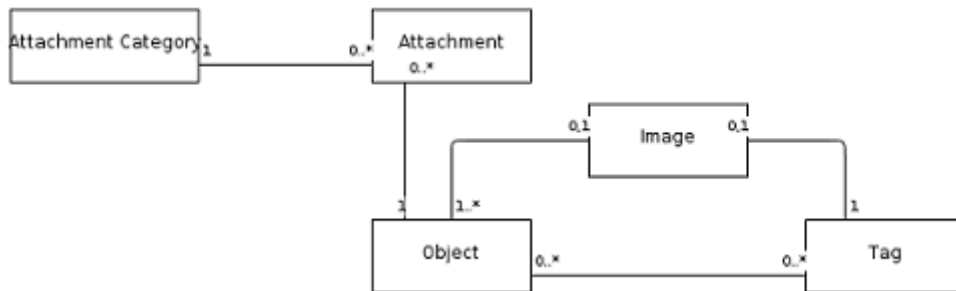 Attachment Category
1
0..*
Attachment
0..*
0,1
Image
0,1
1
1..*
1
Object
0..*
0..*
Tag